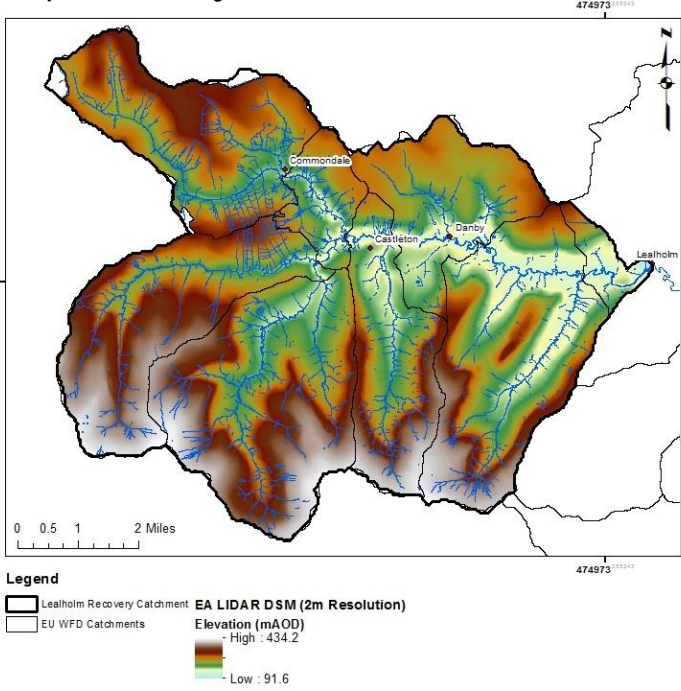 474973
N
Commondale
Danby
Castleton
Lealholm
0 0.5 1 2 Miles
474973
Legend
Lealholm Recovery Catchment
EU WFD Catchments
EA LIDAR DSM (2m Resolution)
Elevation (mAOD)
High : 434.2
Low : 91.6